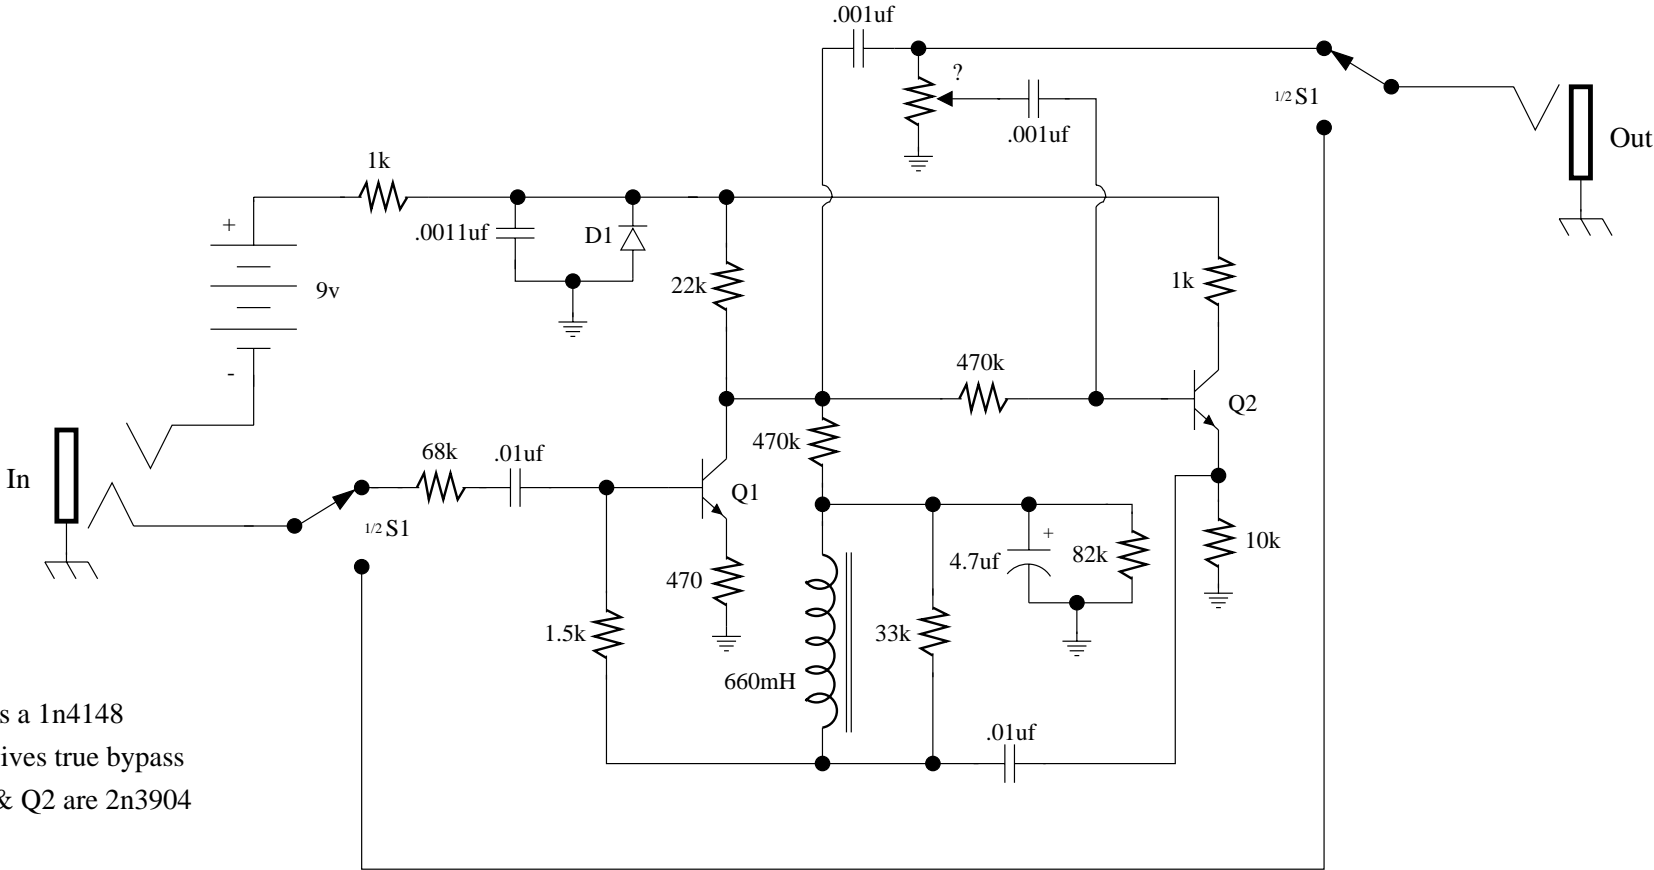 .001uf
?
1/2 S1
.001uf
Out
1k
+
.0011uf
D1
22k
1k
9v
-
470k
Q2
470k
68k
.01uf
In
Q1
1/2 S1
+
4.7uf
82k
10k
470
1.5k
33k
660mH
s a 1n4148
.01uf
ives true bypass
& Q2 are 2n3904